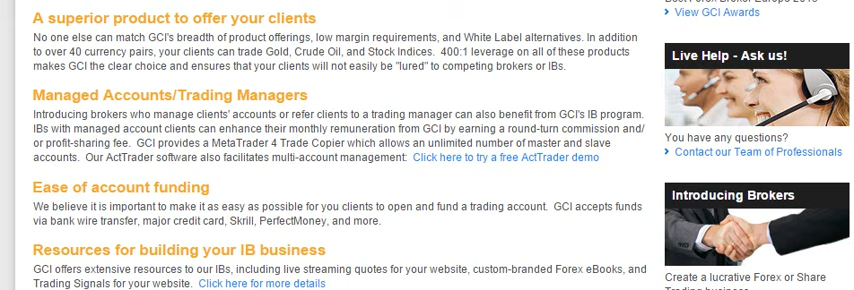 A superior product to offer your clients
No one else can match GCI's breadth of product offerings, low margin requirements, and White Label alternatives. In addition
to over 40 currency pairs, your clients can trade Gold, Crude Oil, and Stock Indices. 400:1 leverage on all of these products
makes GCI the clear choice and ensures that your clients will not easily be "lured" to competing brokers or IBs.
Managed Accounts/Trading Managers
Introducing brokers who manage clients' accounts or refer clients to a trading manager can also benefit from GCI's IB program.
IBs with managed account clients can enhance their monthly remuneration from GCI by earning a round-turn commission and/
or profit-sharing fee. GCI provides a MetaTrader 4 Trade Copier which allows an unlimited number of master and slave
accounts. Our ActTrader software also facilitates multi-account management: Click here to try a free ActTrader demo
Ease of account funding
We believe it is important to make it as easy as possible for you clients to open and fund a trading account. GCI accepts funds
via bank wire transfer, major credit card, Skrill, PerfectMoney, and more.
Resources for building your IB business
GCI offers extensive resources to our IBs, including live streaming quotes for your website, custom-branded Forex eBooks, and
Trading Signals for your website. Click here for more details
View GCI Awards
Live Help - Ask us!
You have any questions?
Contact our Team of Professionals
Introducing Brokers
Create a lucrative Forex or Share